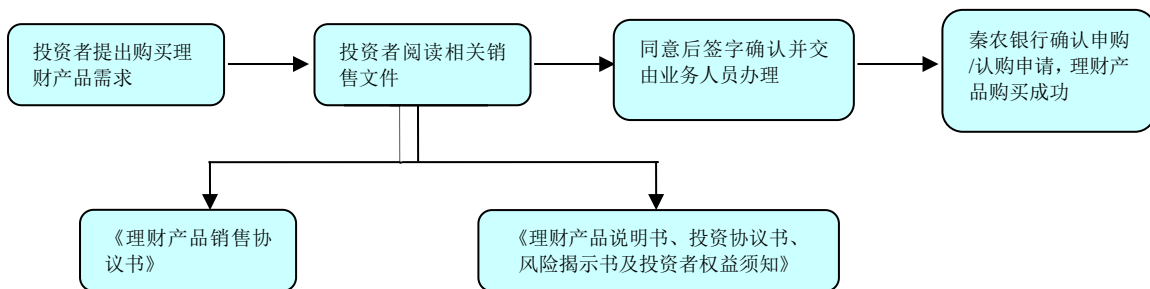 投资者提出购买理
财产品需求
投资者阅读相关销
售文件
同意后签字确认并交
由业务人员办理
秦农银行确认申购
/认购申请，理财产
品购买成功
《理财产品销售协
议书》
《理财产品说明书、投资协议书、
风险揭示书及投资者权益须知》